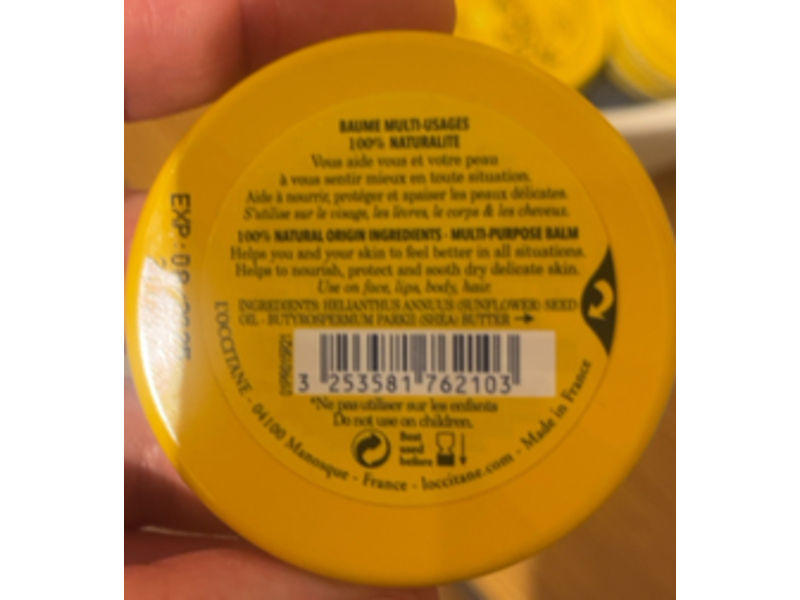 BAUME MULTI-USAGES
100% NATURALITE
Vous aide vous et votre peau
à vous sentir mieux en toute situation.
Aide à nourrir, protéger et apaiser les peaux délicates.
S'utilise sur le visage, les lèvres, le corps & les cheveux.
100% NATURAL ORIGIN INGREDIENTS - MULTI-PURPOSE BALM
Helps you and your skin to feel better in all situations.
Helps to nourish, protect and sooth dry delicate skin.
Use on face, lips, body, hair.
INGREDIENTS: HELIANTHUS ANNUUS (SUNFLOWER) SEED
OIL - BUTYROSPERMUM PARKII (SHEA) BUTTER →
3 253581 762103
*Ne pas utiliser sur les enfants
Do not use on children.
Best
used
before
L'OCCITANE - 04100 Manosque - France - loccitane.com - Made in France
EXP :